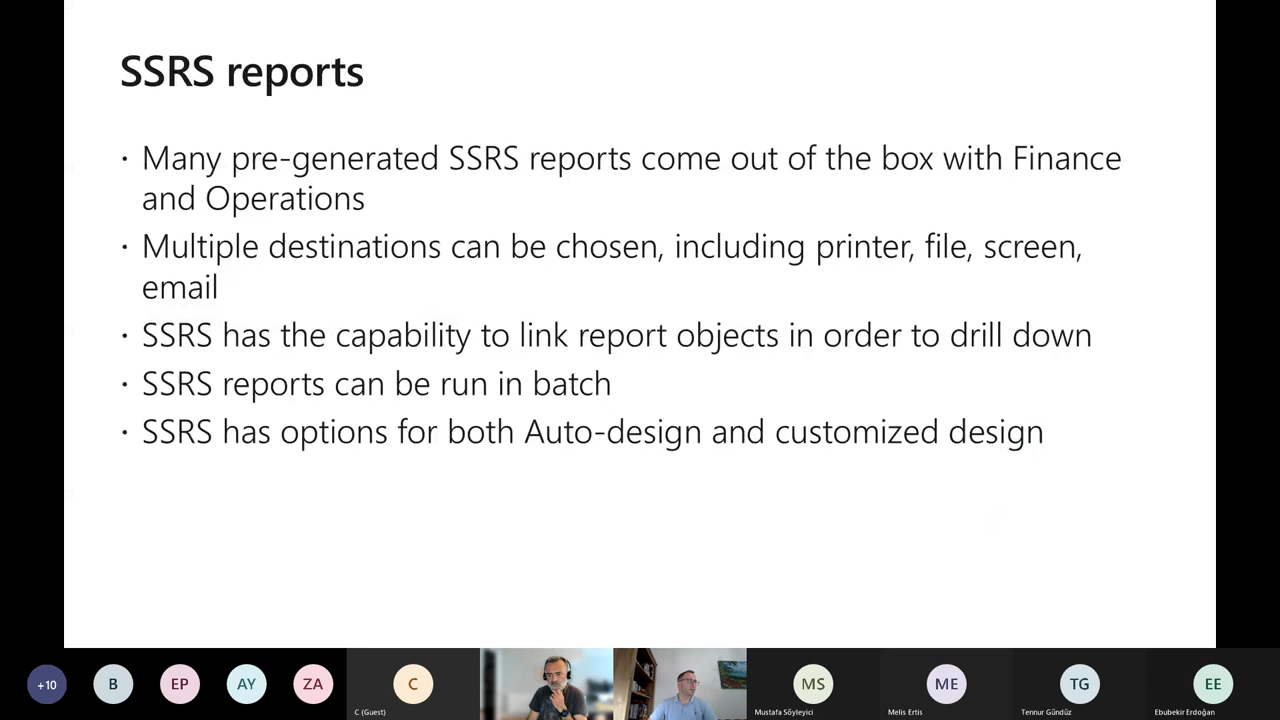 SSRS reports
· Many pre-generated SSRS reports come out of the box with Finance
and Operations
· Multiple destinations can be chosen, including printer, file, screen,
email
· SSRS has the capability to link report objects in order to drill down
· SSRS reports can be run in batch
· SSRS has options for both Auto-design and customized design
+10
B
EP
AY
ZA
C
C (Guest)
MS
Mustafa Söyleyici
ME
Melis Ertis
TG
Tennur Gündüz
EE
Ebubekir Erdoğan